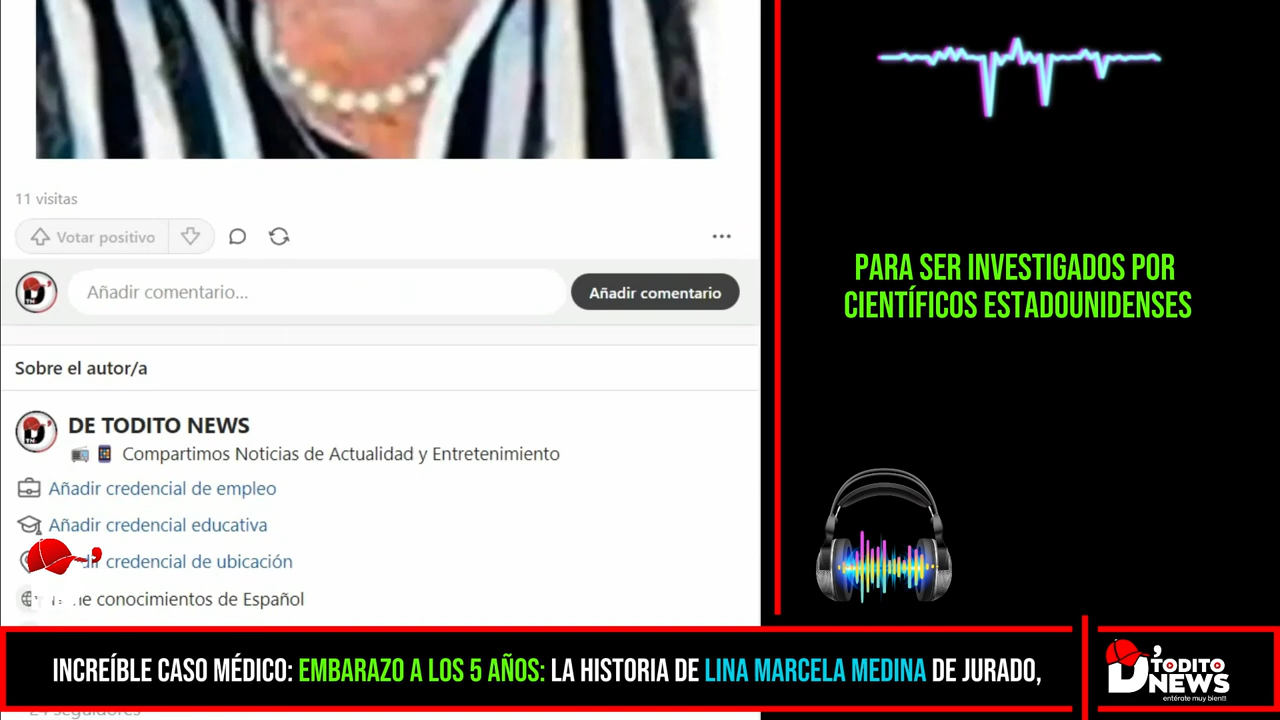 11 visitas
Votar positivo
Añadir comentario...
Añadir comentario
Sobre el autor/a
DE TODITO NEWS
Compartimos Noticias de Actualidad y Entretenimiento
Añadir credencial de empleo
Añadir credencial educativa
credencial de ubicación
conocimientos de Español
24 seguidores
PARA SER INVESTIGADOS POR
CIENTÍFICOS ESTADOUNIDENSES
INCREÍBLE CASO MÉDICO: EMBARAZO A LOS 5 AÑOS: LA HISTORIA DE LINA MARCELA MEDINA DE JURADO,
D'TODITO
NEWS
entérate muy bien!!!